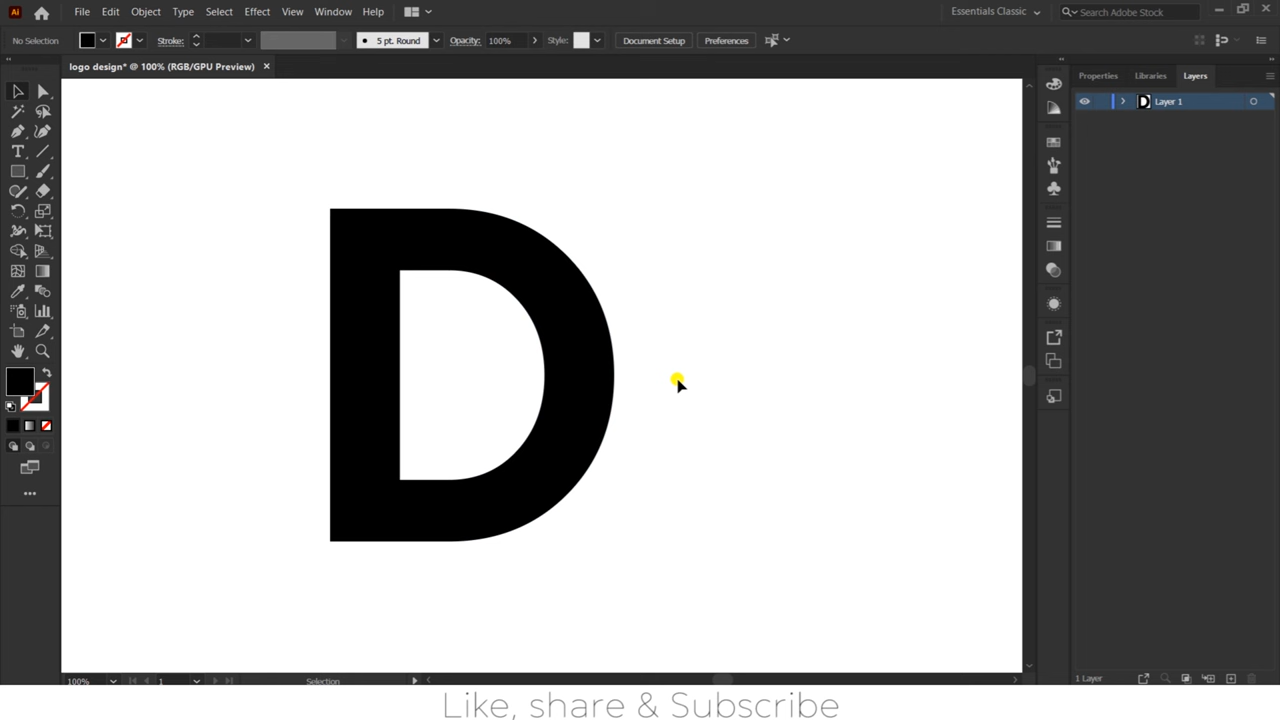 Ai File Edit Object Type Select Effect View Window Help Essentials Classic Search Adobe Stock
No Selection Stroke: 5 pt. Round Opacity: 100% Style: Document Setup Preferences
logo design* @ 100% (RGB/GPU Preview) ×
Properties Libraries Layers
Layer 1
D
100% 1 Selection 1 Layer
Like, share & Subscribe